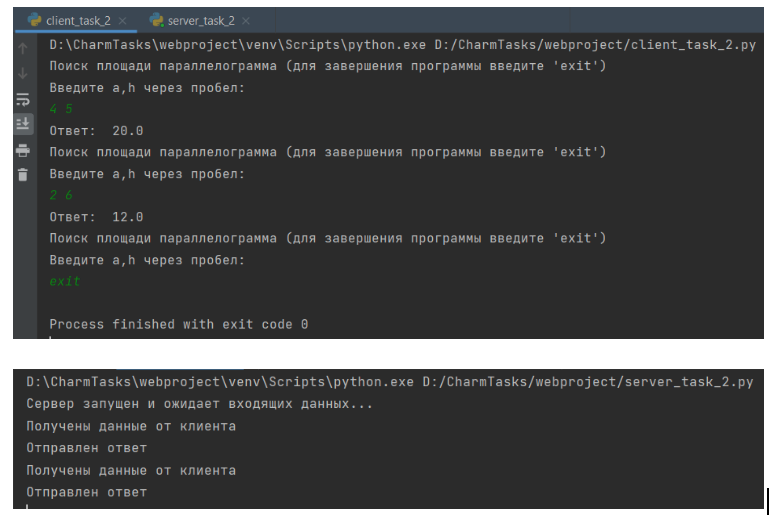 client_task_2 × server_task_2 ×
D:\CharmTasks\webproject\venv\Scripts\python.exe D:/CharmTasks/webproject/client_task_2.py
Поиск площади параллелограмма (для завершения программы введите 'exit')
Введите a,h через пробел:
4 5
Ответ:  20.0
Поиск площади параллелограмма (для завершения программы введите 'exit')
Введите a,h через пробел:
2 6
Ответ:  12.0
Поиск площади параллелограмма (для завершения программы введите 'exit')
Введите a,h через пробел:
exit
Process finished with exit code 0
D:\CharmTasks\webproject\venv\Scripts\python.exe D:/CharmTasks/webproject/server_task_2.py
Сервер запущен и ожидает входящих данных...
Получены данные от клиента
Отправлен ответ
Получены данные от клиента
Отправлен ответ